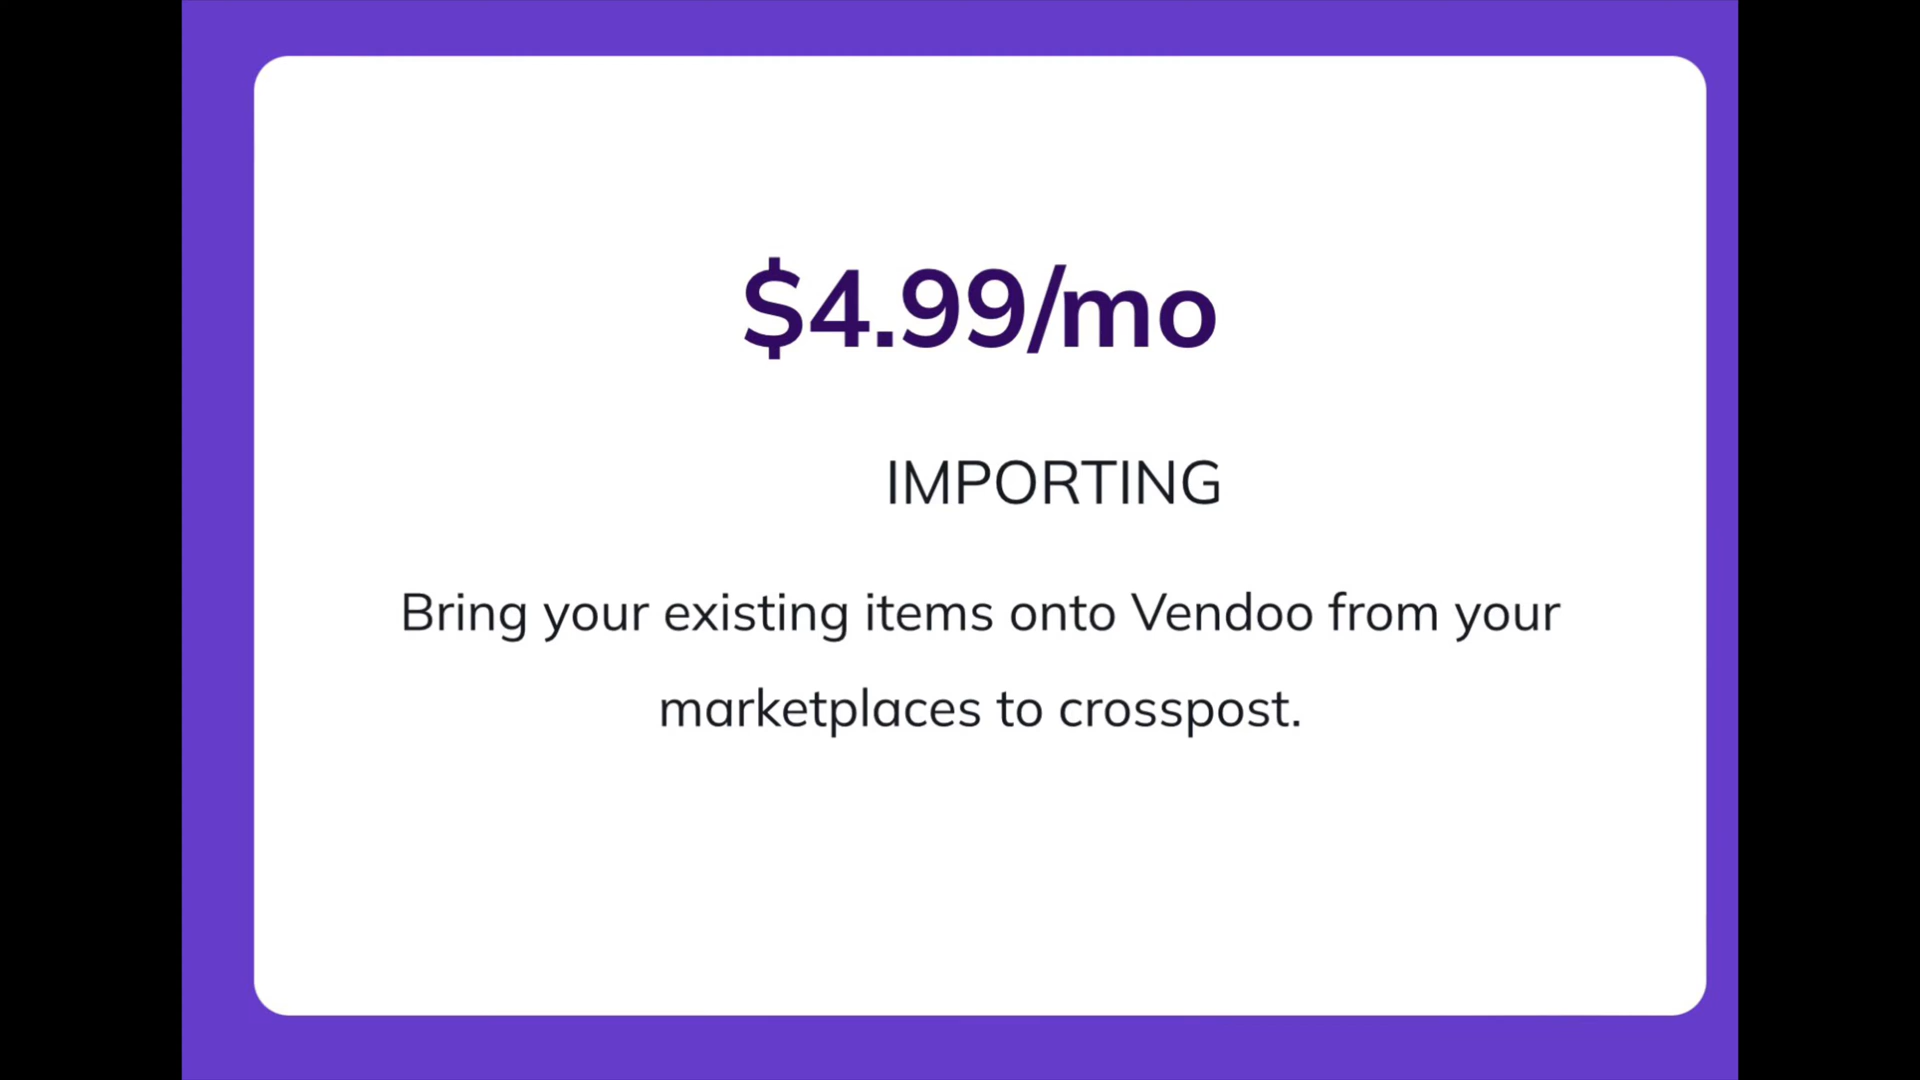 $4.99/mo
IMPORTING
Bring your existing items onto Vendoo from your
marketplaces to crosspost.